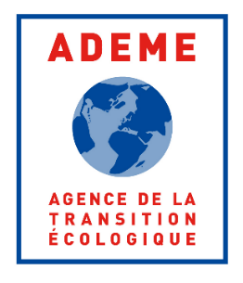 ADEME
AGENCE DE LA
TRANSITION
ÉCOLOGIQUE